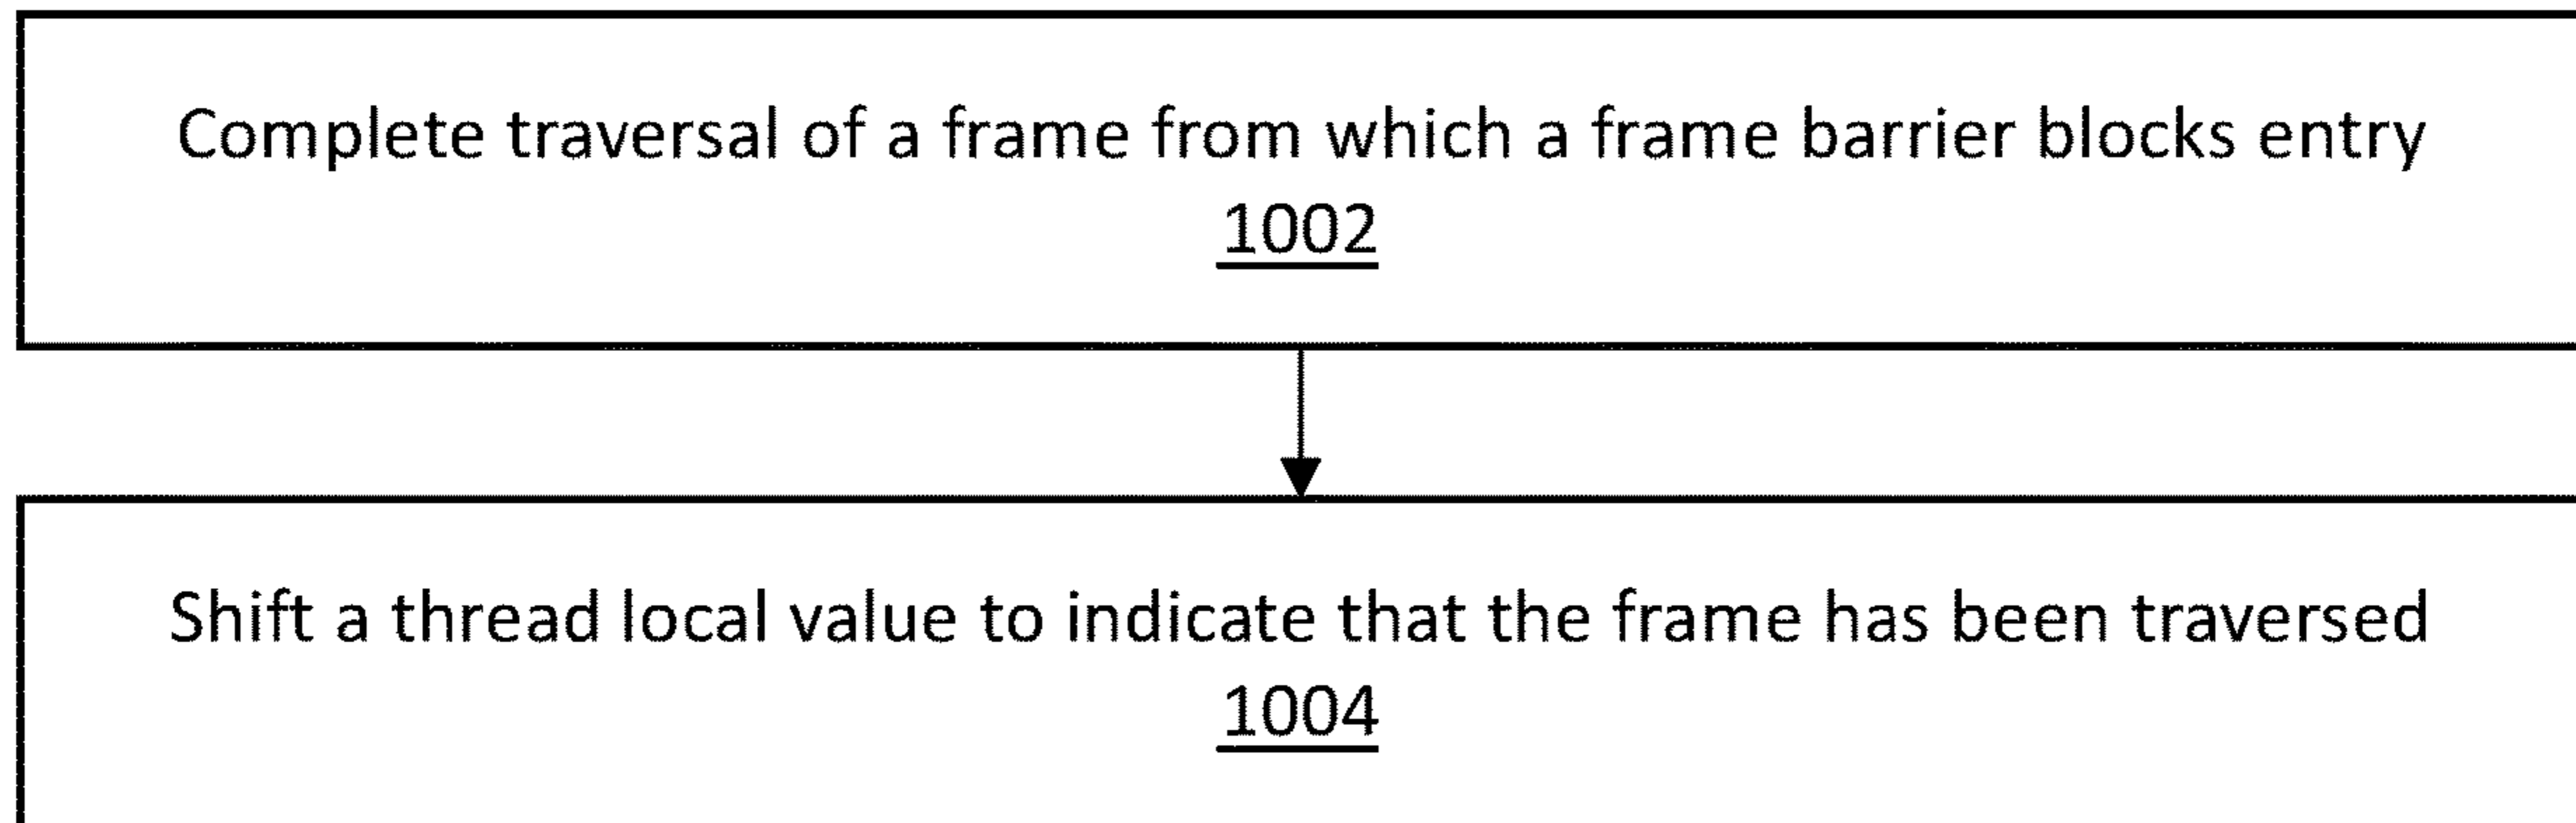 Complete traversal of a frame from which a frame barrier blocks entry
1002
Shift a thread local value to indicate that the frame has been traversed
1004